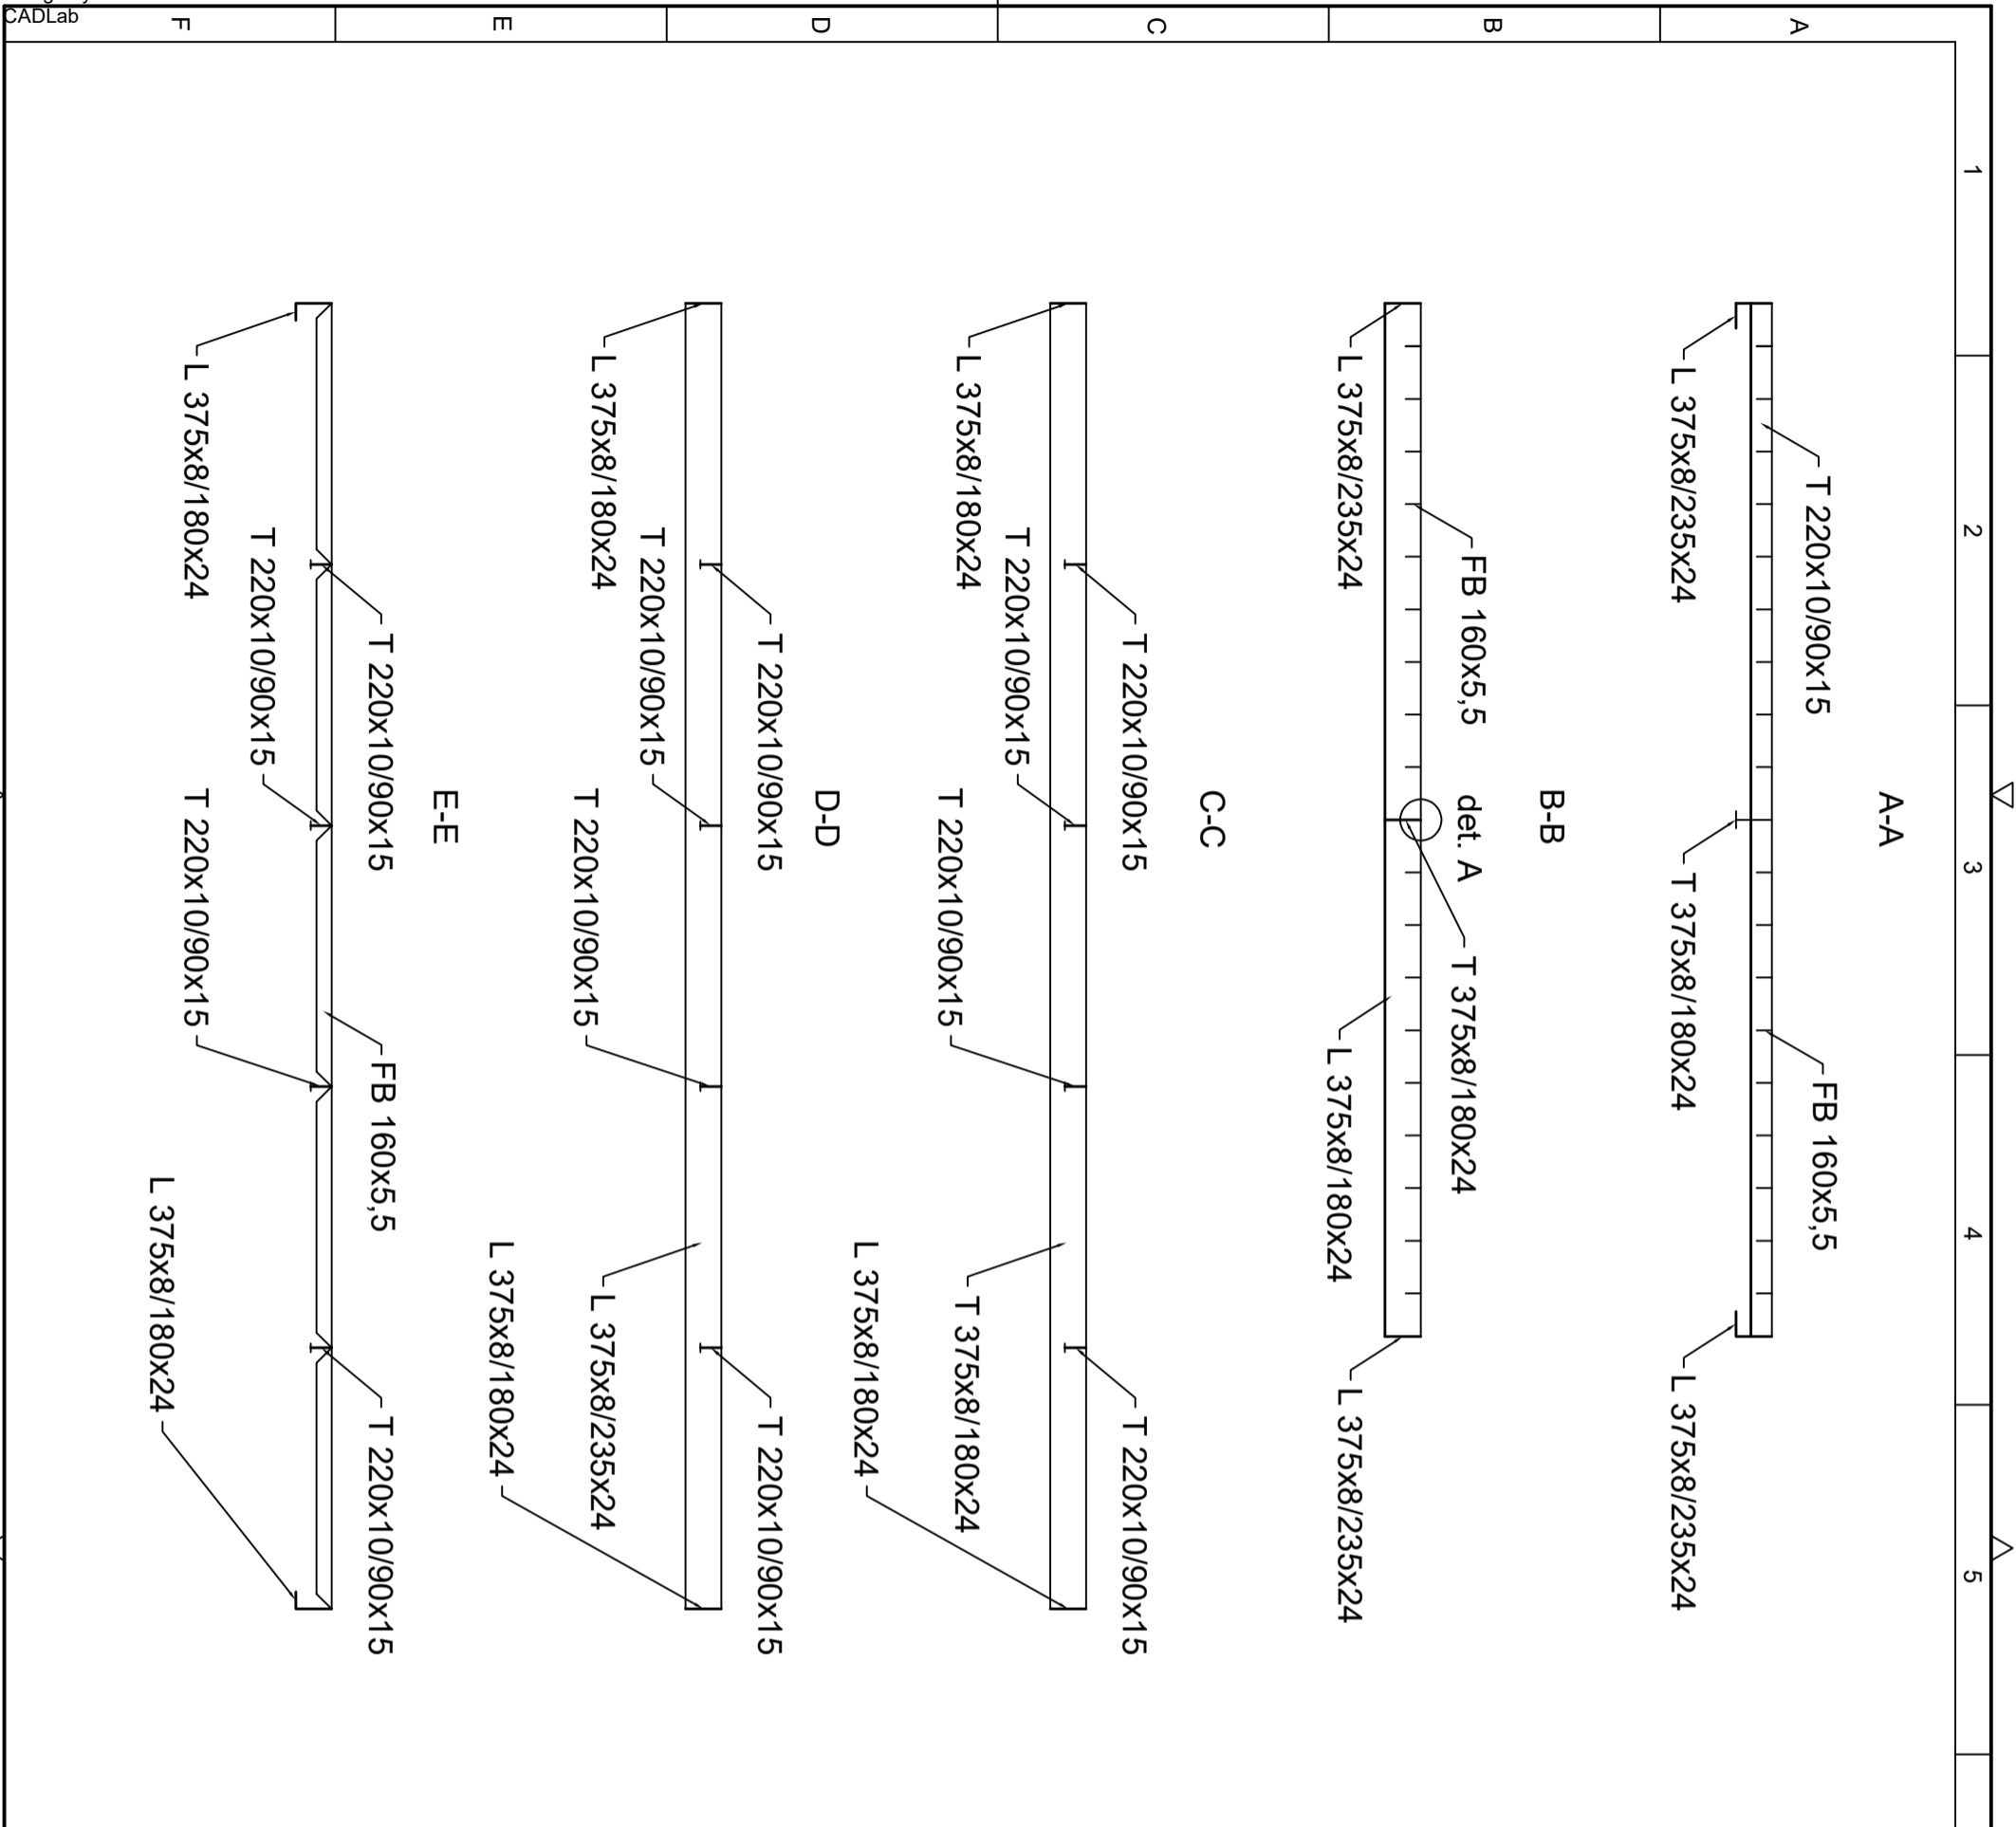 CADLab
F
E
D
C
B
A
1
2
3
4
5
A-A
T 220x10/90x15
FB 160x5,5
L 375x8/235x24
T 375x8/180x24
L 375x8/235x24
B-B
FB 160x5,5
det. A
T 375x8/180x24
L 375x8/235x24
L 375x8/180x24
L 375x8/235x24
C-C
T 220x10/90x15
T 220x10/90x15
T 220x10/90x15
L 375x8/180x24
T 375x8/180x24
T 220x10/90x15
L 375x8/180x24
D-D
T 220x10/90x15
T 220x10/90x15
T 220x10/90x15
L 375x8/180x24
L 375x8/235x24
T 220x10/90x15
L 375x8/180x24
E-E
T 220x10/90x15
FB 160x5,5
T 220x10/90x15
T 220x10/90x15
L 375x8/180x24
T 220x10/90x15
L 375x8/180x24